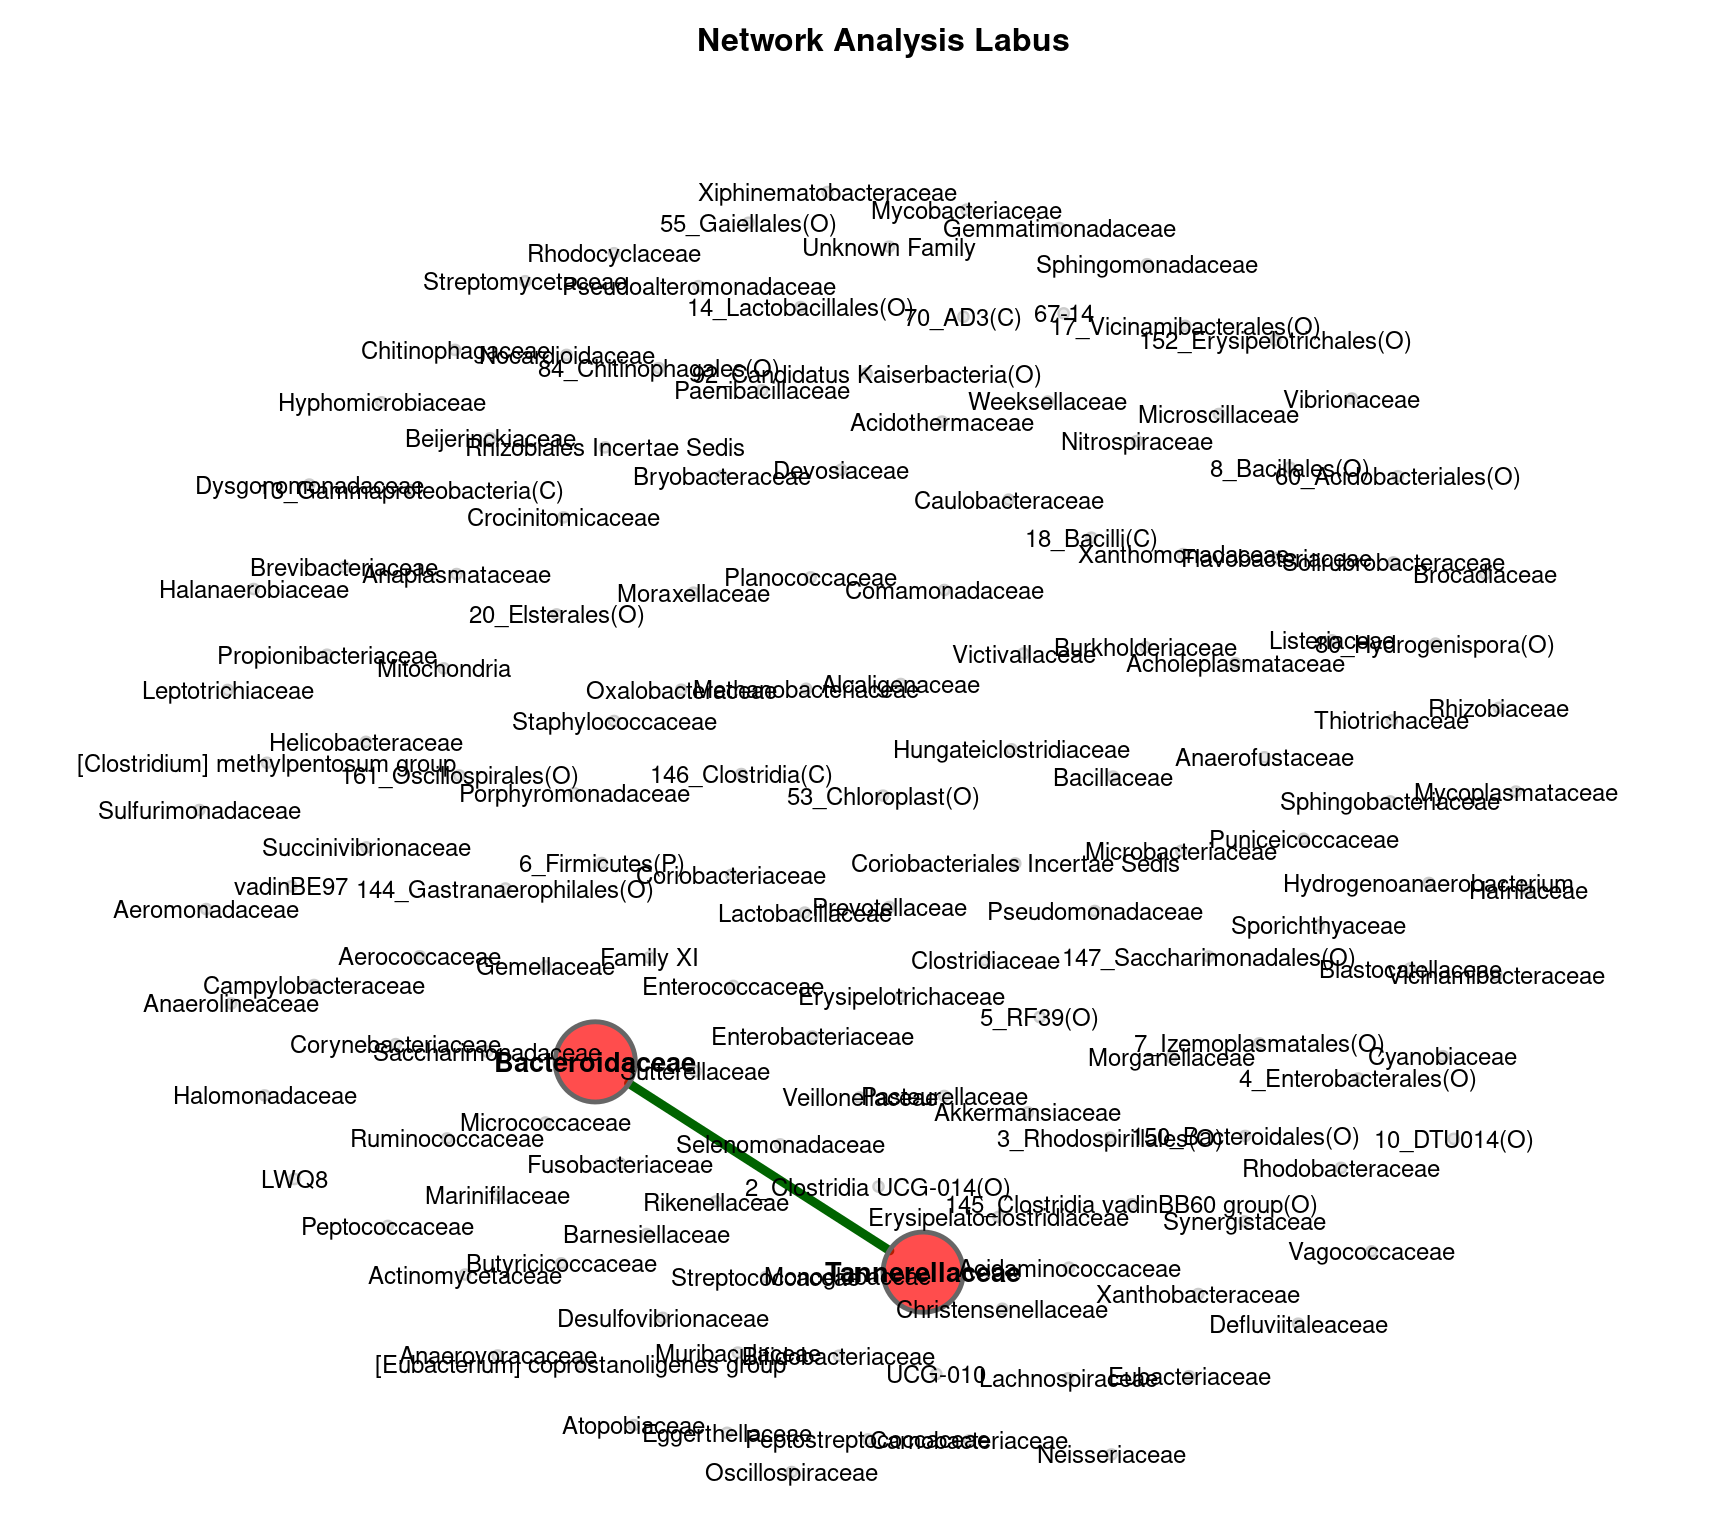 Network Analysis Labus
Xiphinematobacteraceae
Mycobacteriaceae
55_Gaiellales(O)
Gemmatimonadaceae
Unknown Family
Rhodocyclaceae
Sphingomonadaceae
Streptomycetaceae
Pseudoalteromonadaceae
14_Lactobacillales(O)
70_AD3(C)
67-14
17_Vicinamibacterales(O)
152_Erysipelotrichales(O)
Chitinophagaceae
Nocardioidaceae
84_Chitinophagales(O)
92_Candidatus Kaiserbacteria(O)
Paenibacillaceae
Hyphomicrobiaceae
Weeksellaceae
Vibrionaceae
Microscillaceae
Acidothermaceae
Beijerinckiaceae
Rhizobiales Incertae Sedis
Nitrospiraceae
Devosiaceae
Bryobacteraceae
8_Bacillales(O)
60_Acidobacteriales(O)
Dysgonomonadaceae
13_Gammaproteobacteria(C)
Caulobacteraceae
Crocinitomicaceae
18_Bacilli(C)
Xanthomonadaceae
Flavobacteriaceae
Solirubrobacteraceae
Brocadiaceae
Brevibacteriaceae
Anaplasmataceae
Halanaerobiaceae
Planococcaceae
Moraxellaceae
Comamonadaceae
20_Elsterales(O)
Listeriaceae
80_Hydrogenispora(O)
Burkholderiaceae
Victivallaceae
Acholeplasmataceae
Propionibacteriaceae
Mitochondria
Leptotrichiaceae
Oxalobacteraceae
Methanobacteriaceae
Alcaligenaceae
Rhizobiaceae
Thiotrichaceae
Staphylococcaceae
Helicobacteraceae
Hungateiclostridiaceae
Anaerofustaceae
[Clostridium] methylpentosum group
161_Oscillospirales(O)
146_Clostridia(C)
Bacillaceae
Porphyromonadaceae
53_Chloroplast(O)
Sphingobacteriaceae
Mycoplasmataceae
Sulfurimonadaceae
Puniceicoccaceae
Succinivibrionaceae
Microbacteriaceae
6_Firmicutes(P)
Coriobacteriales Incertae Sedis
Coriobacteriaceae
vadinBE97
144_Gastranaerophilales(O)
Hydrogenoanaerobacterium
Hafniaceae
Aeromonadaceae
Lactobacillaceae
Prevotellaceae
Pseudomonadaceae
Sporichthyaceae
Aerococcaceae
Gemellaceae
Family XI
Clostridiaceae
147_Saccharimonadales(O)
Blastocatellaceae
Vicinamibacteraceae
Campylobacteraceae
Enterococcaceae
Erysipelotrichaceae
Anaerolineaceae
5_RF39(O)
Enterobacteriaceae
Corynebacteriaceae
Saccharimonadaceae
7_Izemoplasmatales(O)
Morganellaceae
Cyanobiaceae
Bacteroidaceae
Sutterellaceae
4_Enterobacterales(O)
Halomonadaceae
Veillonellaceae
Pasteurellaceae
Akkermansiaceae
Micrococcaceae
Ruminococcaceae
Selenomonadaceae
3_Rhodospirillales(O)
150_Bacteroidales(O)
10_DTU014(O)
Fusobacteriaceae
Rhodobacteraceae
LWQ8
Marinifilaceae
Rikenellaceae
2_Clostridia UCG-014(O)
145_Clostridia vadinBB60 group(O)
Erysipelatoclostridiaceae
Synergistaceae
Peptococcaceae
Barnesiellaceae
Vagococcaceae
Butyricicoccaceae
Actinomycetaceae
Streptococcaceae
Monoglobaceae
Tannerellaceae
Acidaminococcaceae
Xanthobacteraceae
Christensenellaceae
Desulfovibrionaceae
Defluviitaleaceae
Anaerovoracaceae
[Eubacterium] coprostanoligenes group
Muribaculaceae
Bifidobacteriaceae
UCG-010
Lachnospiraceae
Eubacteriaceae
Atopobiaceae
Eggerthellaceae
Peptostreptococcaceae
Carnobacteriaceae
Neisseriaceae
Oscillospiraceae